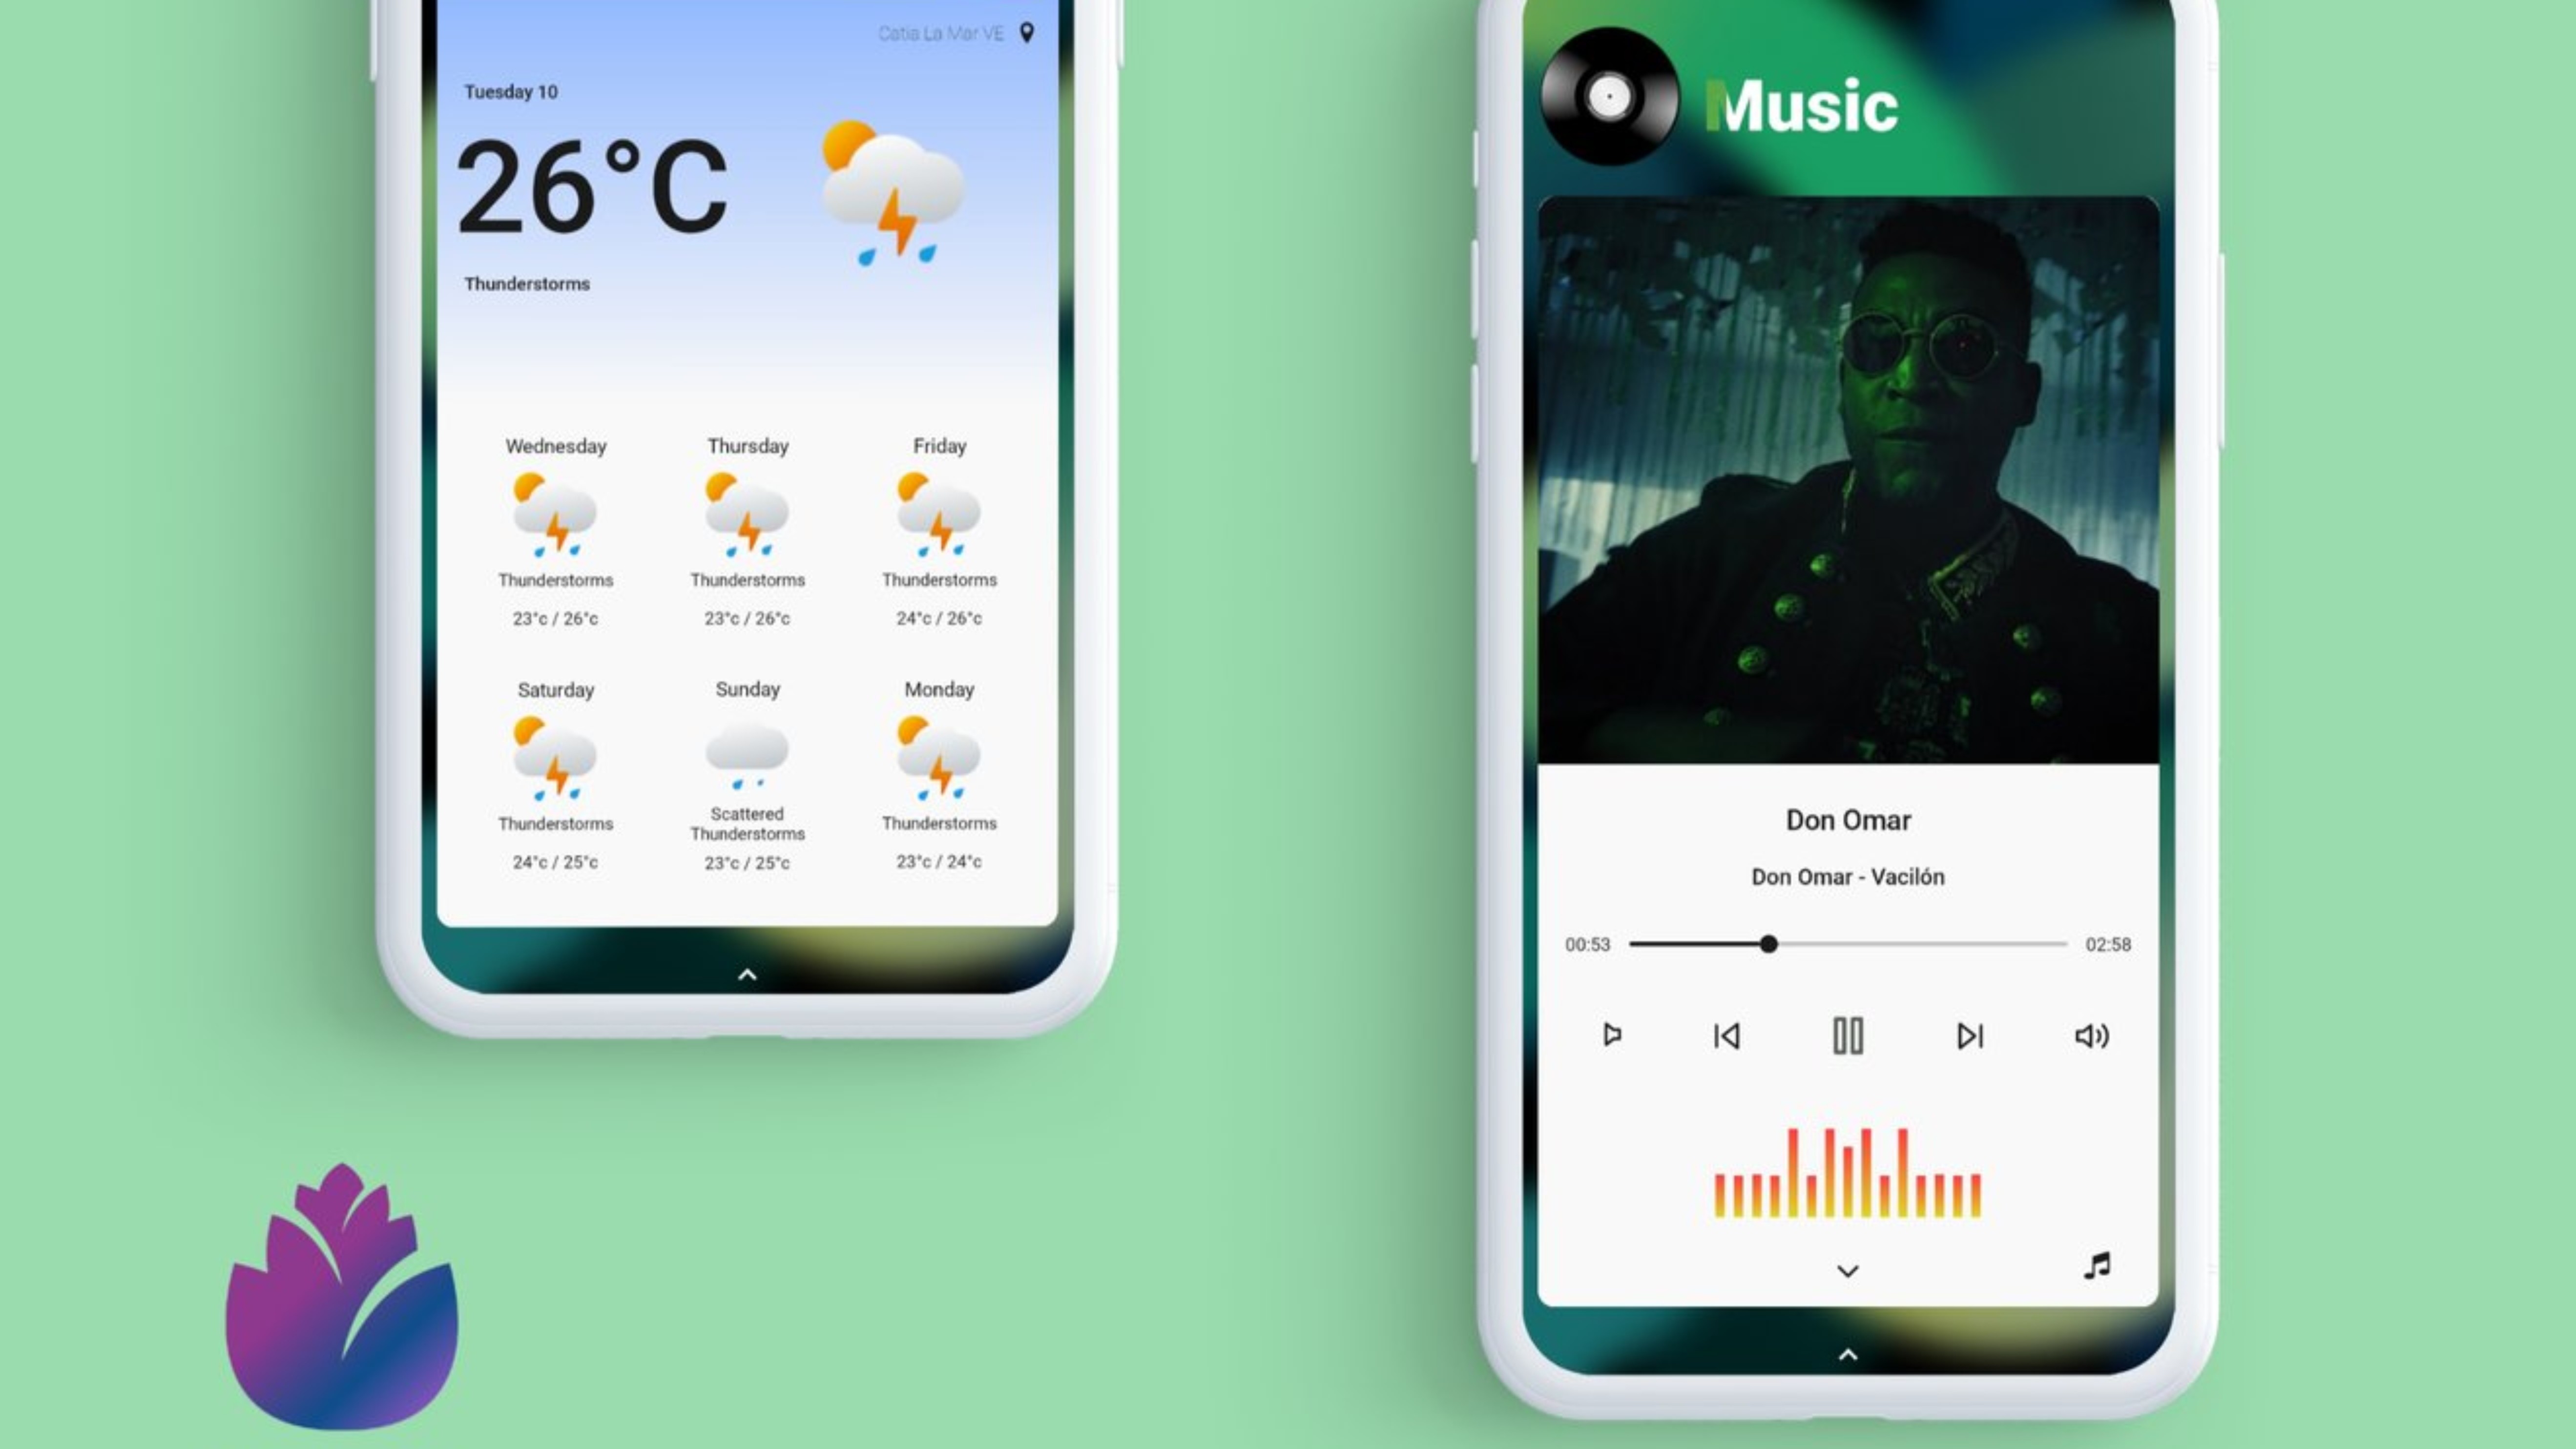 Catia La Mar VE
Tuesday 10
26°C
Thunderstorms
Wednesday
Thursday
Friday
Thunderstorms
Thunderstorms
Thunderstorms
23°c / 26°c
23°c / 26°c
24°c / 26°c
Saturday
Sunday
Monday
Thunderstorms
Scattered
Thunderstorms
Thunderstorms
24°c / 25°c
23°c / 25°c
23°c / 24°c
Music
Don Omar
Don Omar - Vacilón
00:53
02:58